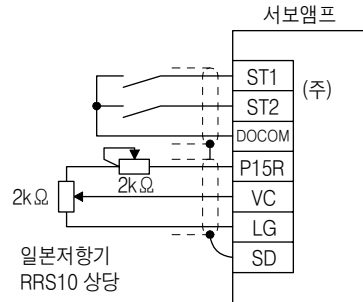 서보앰프
ST1
(주)
ST2
DOCOM
P15R
2kΩ
VC
2kΩ
LG
SD
일본저항기
RRS10 상당